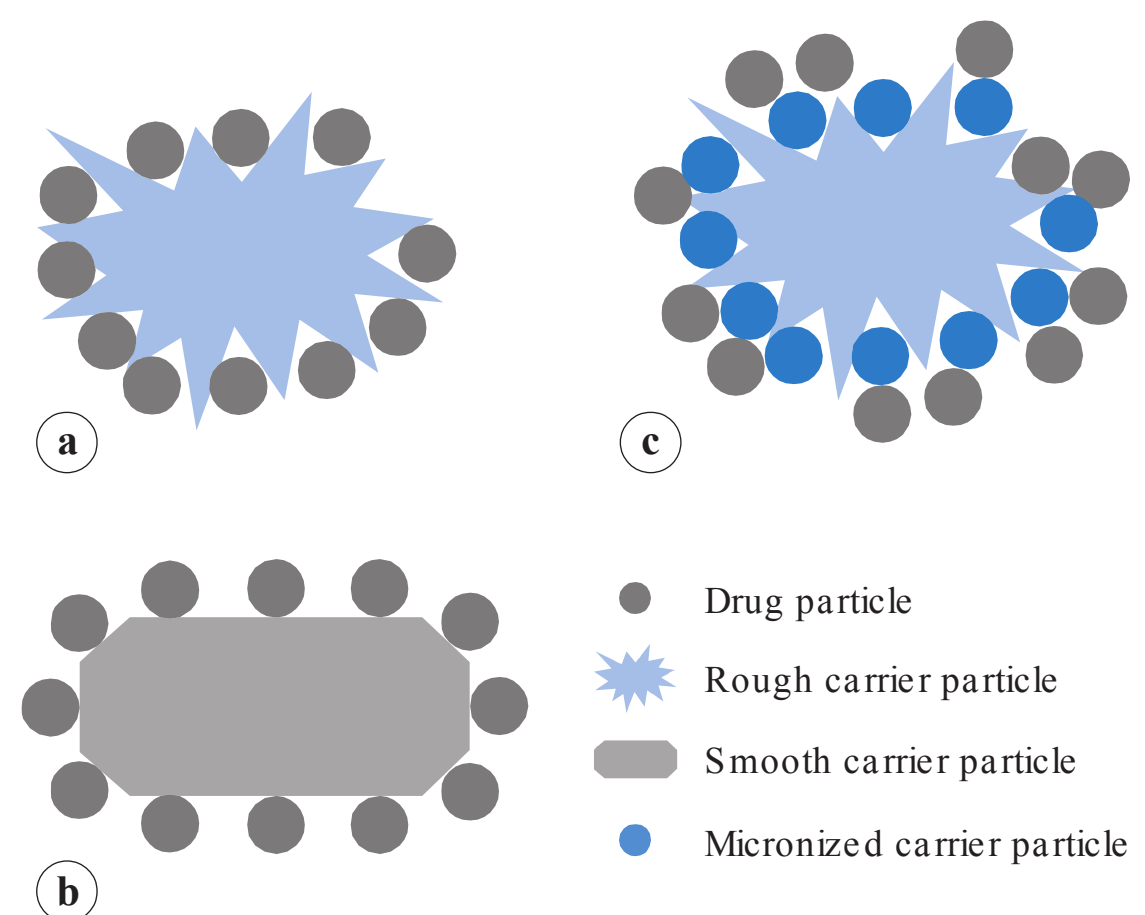 a
c
b
Drug particle
Rough carrier particle
Smooth carrier particle
Micronized carrier particle